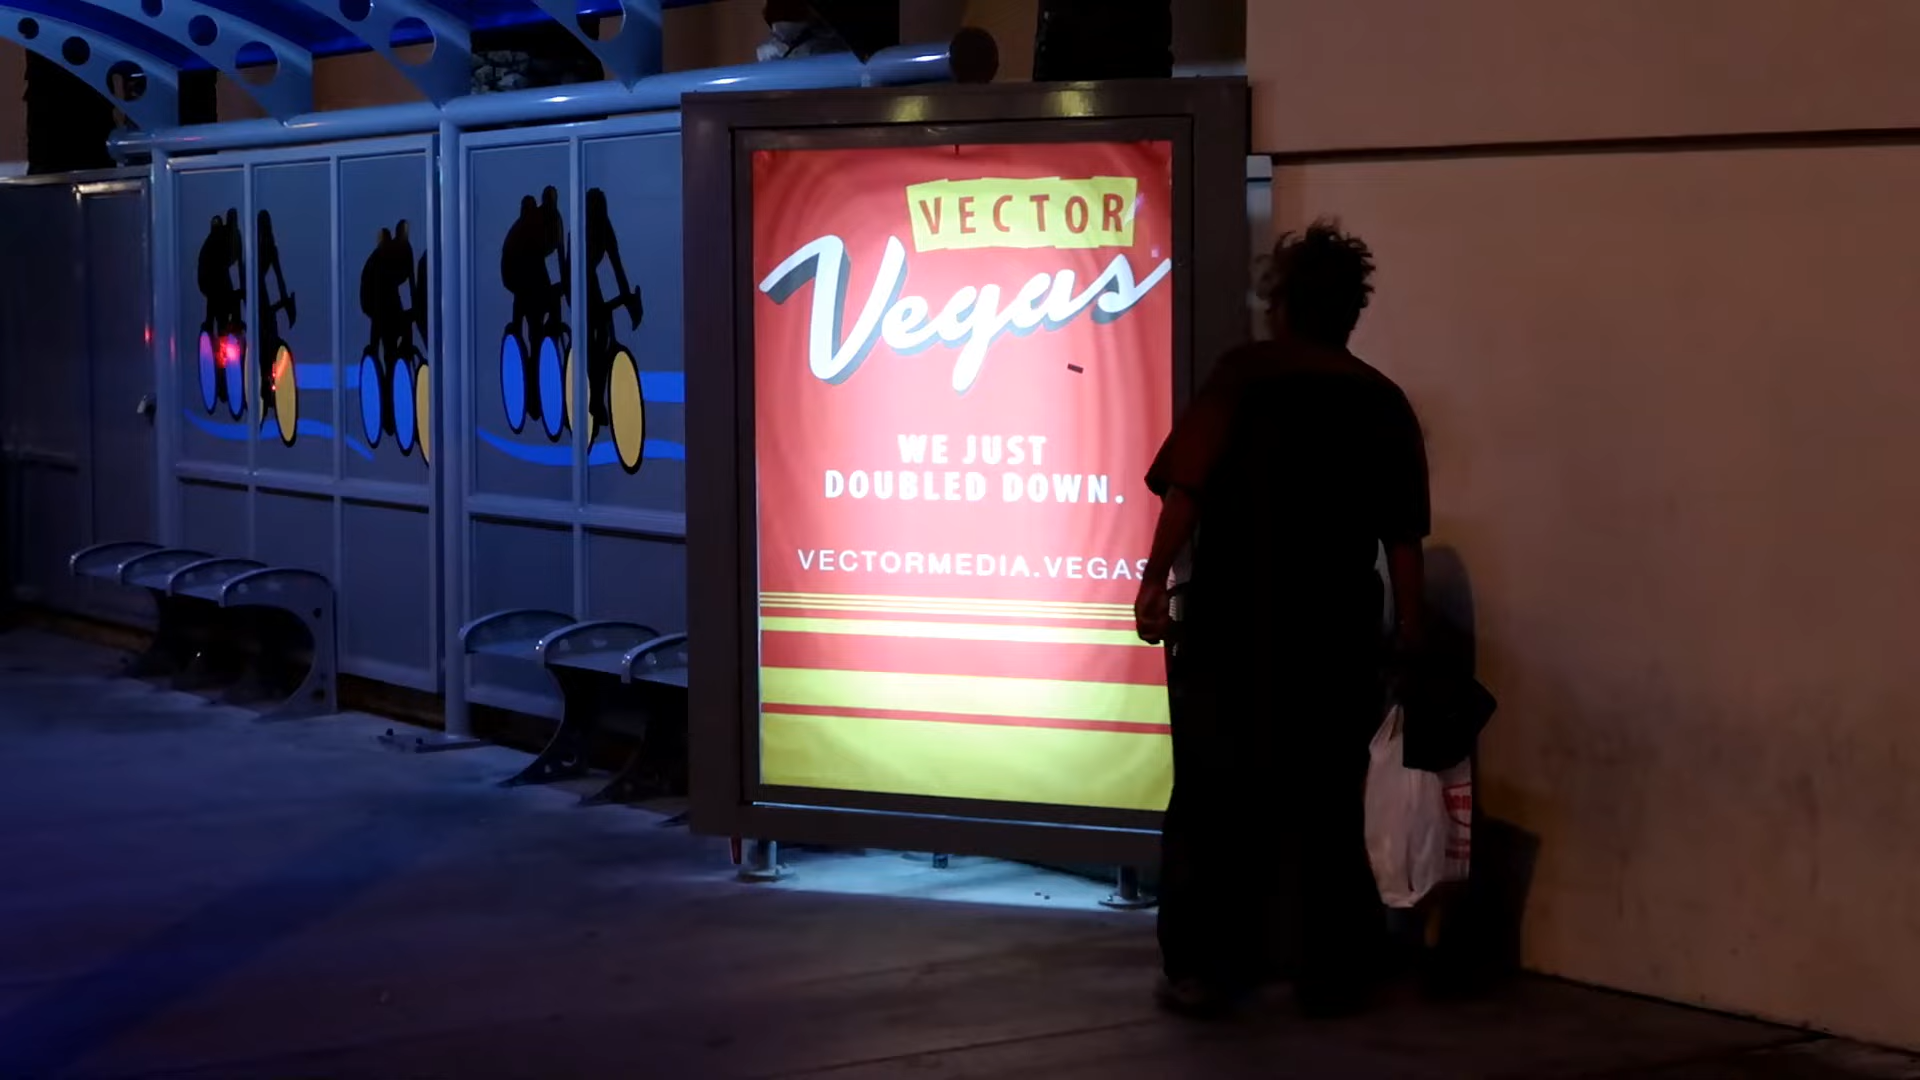 VECTOR
Vegas
WE JUST
DOUBLED DOWN.
VECTORMEDIA.VEGAS